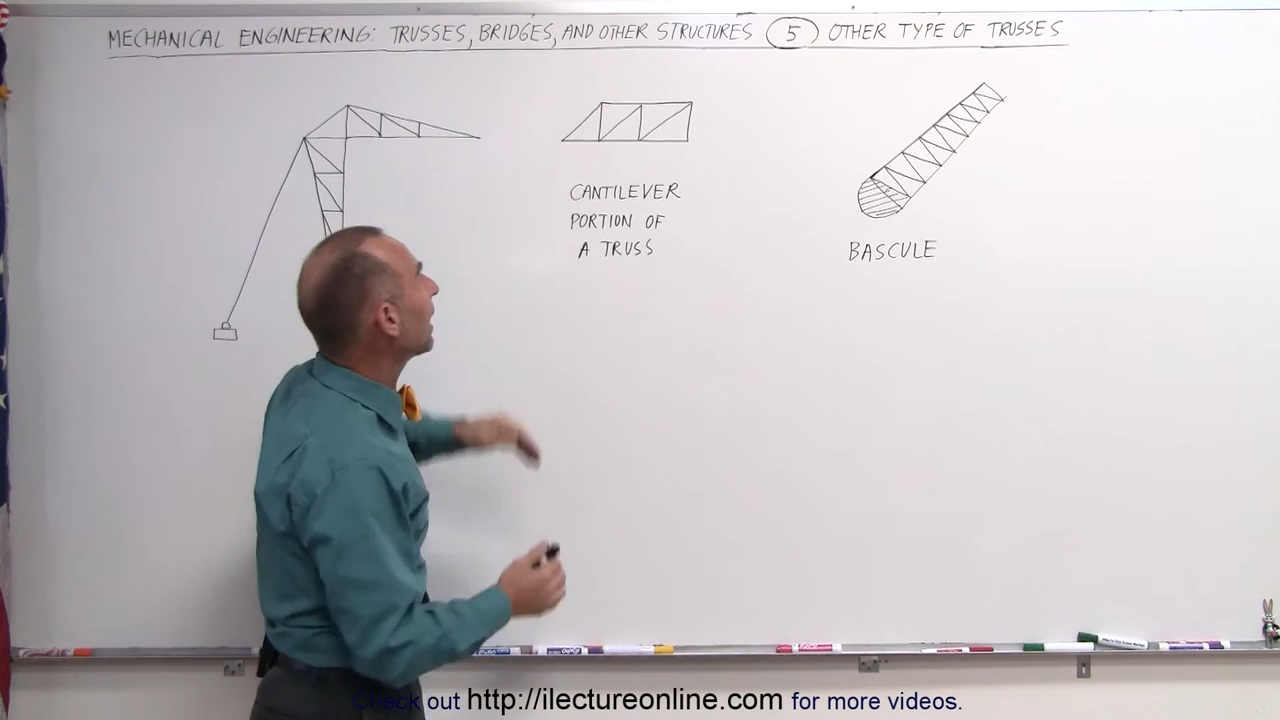 MECHANICAL ENGINEERING: TRUSSES, BRIDGES, AND OTHER STRUCTURES 5 OTHER TYPE OF TRUSSES
CANTILEVER
PORTION OF
A TRUSS
BASCULE
Check out http://ilectureonline.com for more videos.